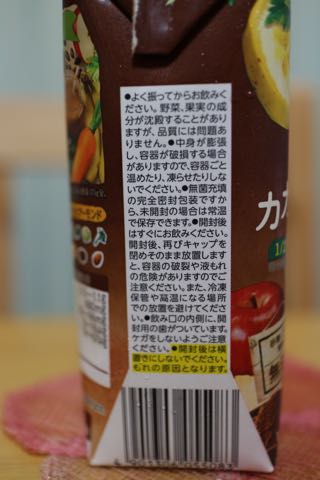 ●よく振ってからお飲みく
ださい。野菜、果実の成
分が沈殿することがあり
ますが、品質には問題あ
りません。●中身が膨張
し、容器が破損する場合
がありますので、容器ごと
温めたり、凍らせたりしな
いでください。●無菌充填
の完全密封包装ですか
ら、未開封の場合は常温
で保存できます。●開封後
はすぐにお飲みください。
開封後、再びキャップを
閉めそのまま放置します
と、容器の破裂や液もれ
の危険がありますのでご
注意ください。また、冷凍
保管や高温になる場所
での放置を避けてください。
●飲み口の内側に、開
封用の歯がついています。
ケガをしないようご注意
ください。●開封後は横
置きにしないでください。
もれの原因となります。
カ